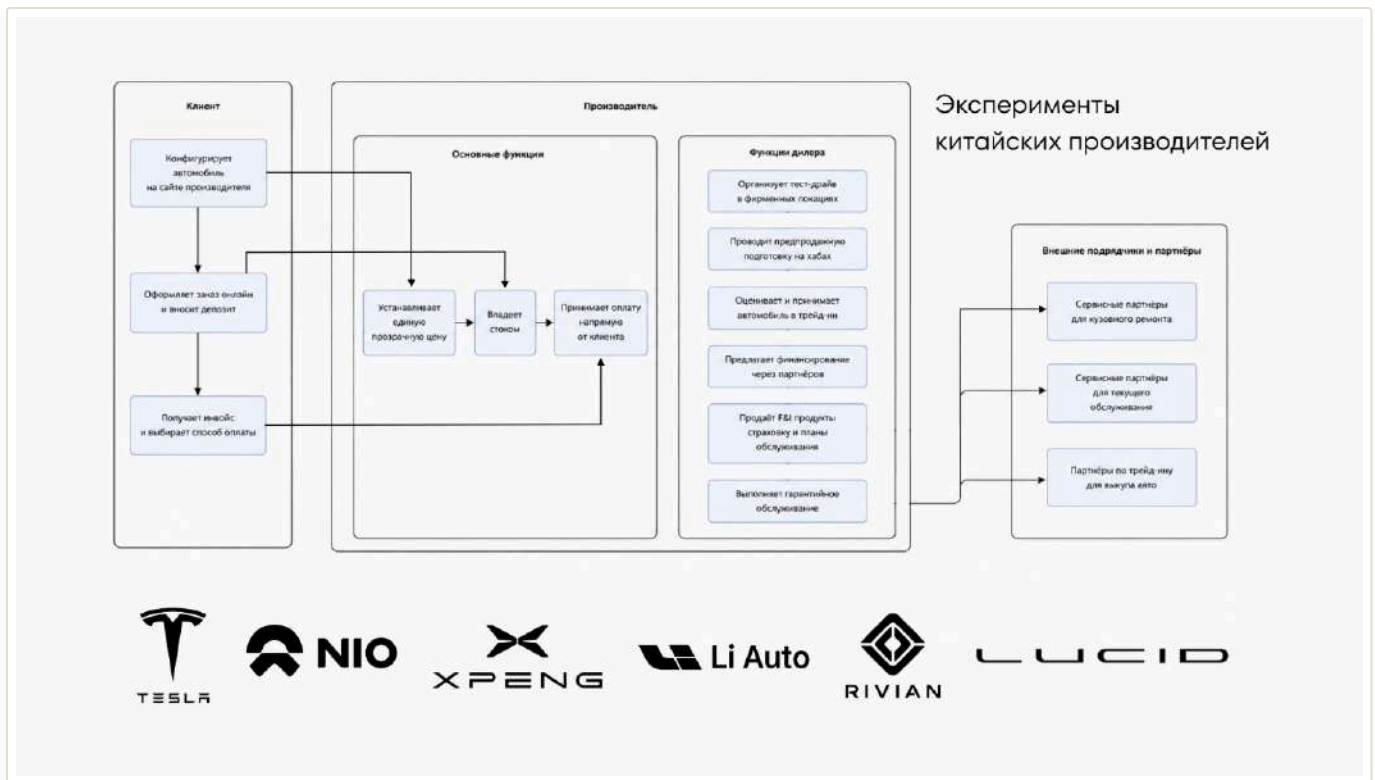 Эксперименты
китайских производителей
Клиент
Конфигурирует
автомобиль
на сайте производителя
Оформляет заказ онлайн
и вносит депозит
Получает инвойс
и выбирает способ оплаты
Производитель
Основные функции
Устанавливает
единую
прозрачную цену
Владеет
стоком
Принимает оплату
напрямую
от клиента
Функции дилера
Организует тест-драйв
в фирменных локациях
Проводит предпродажную
подготовку на хабах
Оценивает и принимает
автомобиль в трейд-ин
Предлагает финансирование
через партнёров
Продаёт F&I продукты
страховку и планы
обслуживания
Выполняет гарантийное
обслуживание
Внешние подрядчики и партнёры
Сервисные партнёры
для кузовного ремонта
Сервисные партнёры
для текущего
обслуживания
Партнёры по трейд-ину
для выкупа авто
TESLA
NIO
XPENG
Li Auto
RIVIAN
LUCID